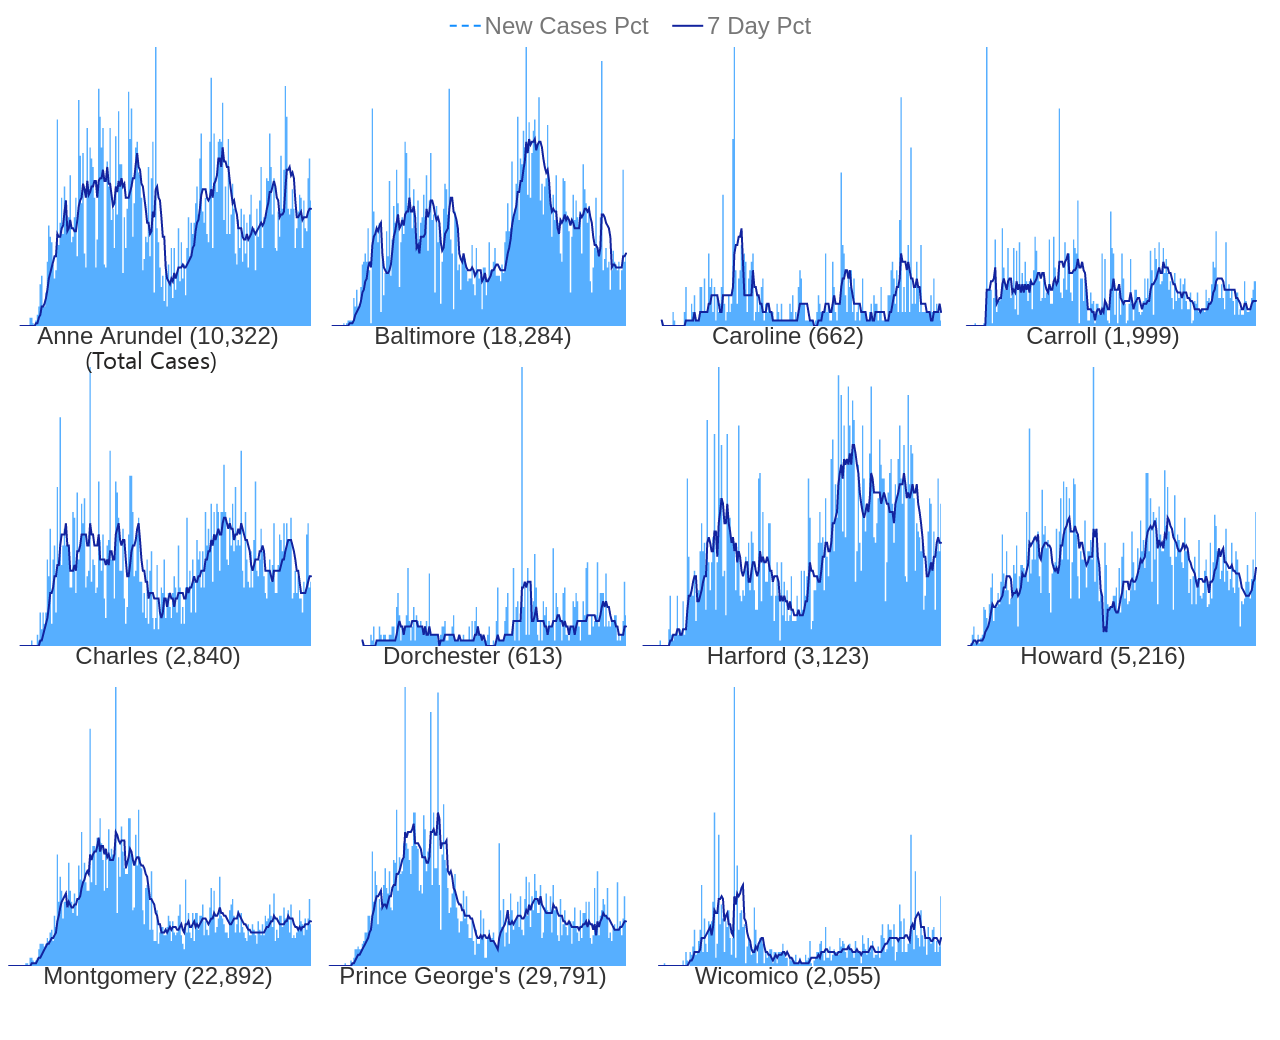 New Cases Pct 7 Day Pct
Anne Arundel (10,322) Baltimore (18,284) Caroline (662) Carroll (1,999)
(Total Cases)
Charles (2,840) Dorchester (613) Harford (3,123) Howard (5,216)
Montgomery (22,892) Prince George's (29,791) Wicomico (2,055)